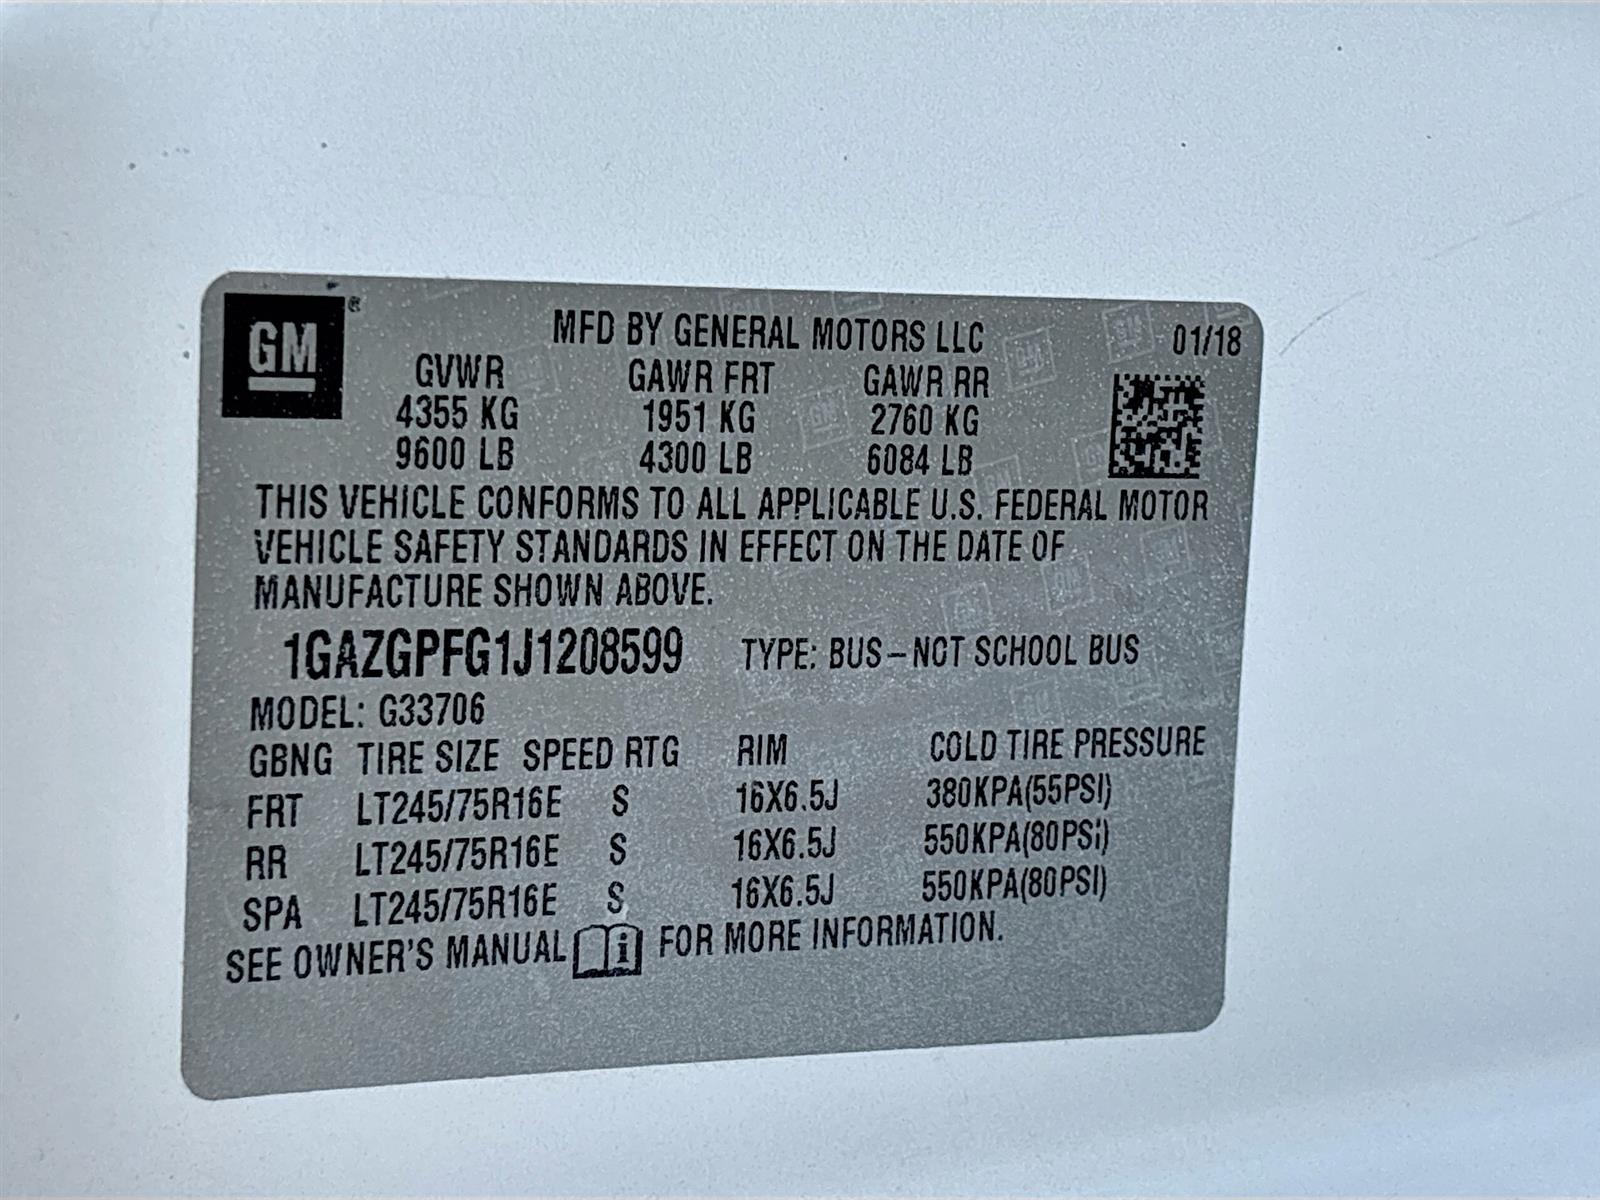 GM ®
MFD BY GENERAL MOTORS LLC 01/18
GVWR GAWR FRT GAWR RR
4355 KG 1951 KG 2760 KG
9600 LB 4300 LB 6084 LB
THIS VEHICLE CONFORMS TO ALL APPLICABLE U.S. FEDERAL MOTOR
VEHICLE SAFETY STANDARDS IN EFFECT ON THE DATE OF
MANUFACTURE SHOWN ABOVE.
1GAZGPFG1J1208599 TYPE: BUS-NOT SCHOOL BUS
MODEL: G33706
GBNG TIRE SIZE SPEED RTG RIM COLD TIRE PRESSURE
FRT LT245/75R16E S 16X6.5J 380KPA(55PSI)
RR LT245/75R16E S 16X6.5J 550KPA(80PSI)
SPA LT245/75R16E S 16X6.5J 550KPA(80PSI)
SEE OWNER'S MANUAL i FOR MORE INFORMATION.